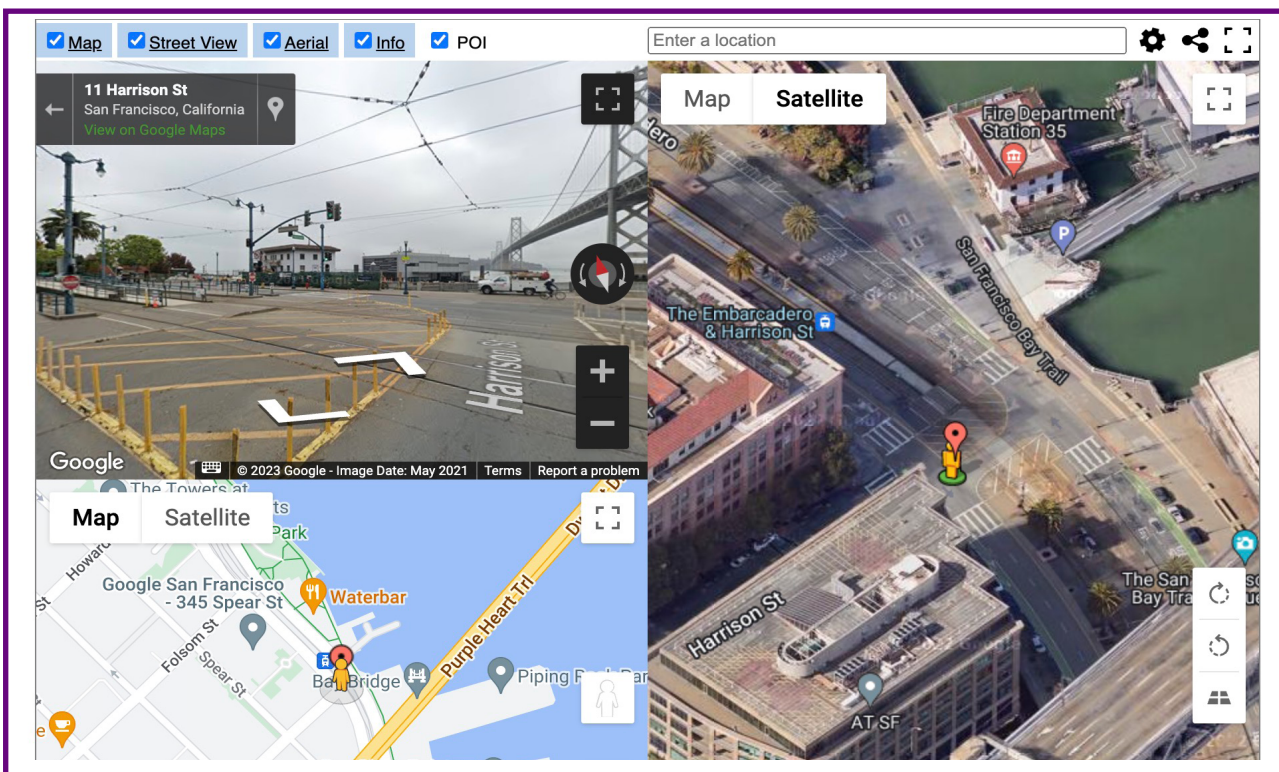 Map
Street View
Aerial
Info
POI
Enter a location
11 Harrison St
San Francisco, California
View on Google Maps
Harrison St
Google
© 2023 Google - Image Date: May 2021
Terms
Report a problem
Map
Satellite
The Towers at
Park
Howard
Google San Francisco
- 345 Spear St
Waterbar
Folsom St
Spear St
Bay Bridge
Purple Heart Trl
Piping Rock
St
Map
Satellite
Fire Department
Station 35
P
San Francisco Bay Trail
The Embarcadero
& Harrison St
Harrison St
The San
Bay Tra
AT SF